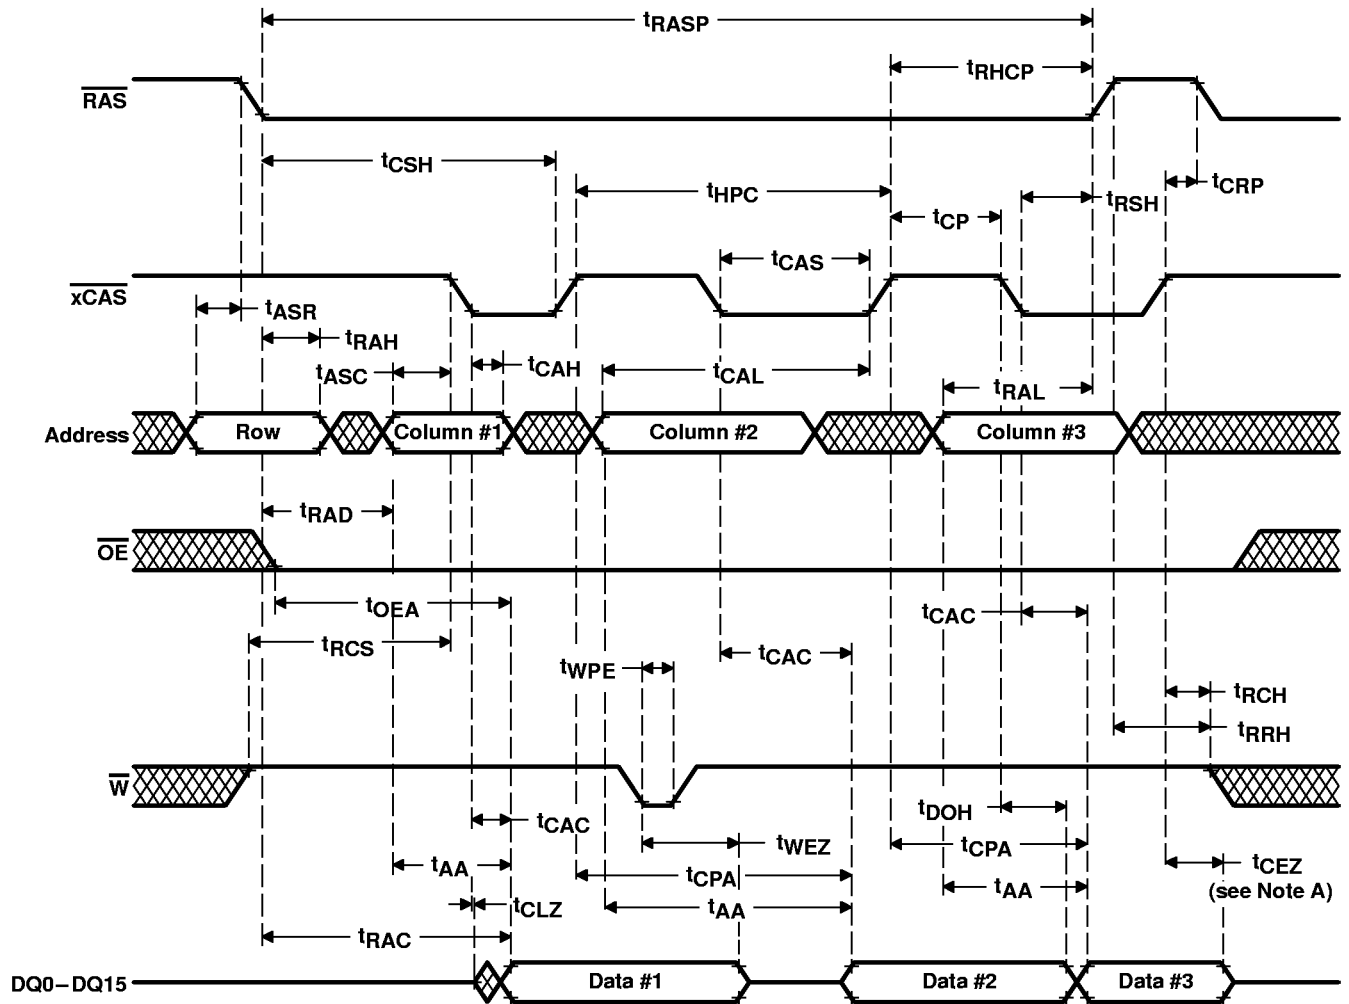 tRASP
tRHCP
RAS
tCSH
tHPC
tCRP
tRSH
tCP
tCAS
xCAS
tASR
tRAH
tASC
tCAH
tCAL
tRAL
Address
Row
Column #1
Column #2
Column #3
tRAD
OE
tOEA
tCAC
tRCS
tCAC
tWPE
tRCH
tRRH
W
tCAC
tDOH
tWEZ
tCPA
tAA
tCPA
tCEZ
tAA
(see Note A)
tCLZ
tAA
tRAC
DQ0–DQ15
Data #1
Data #2
Data #3